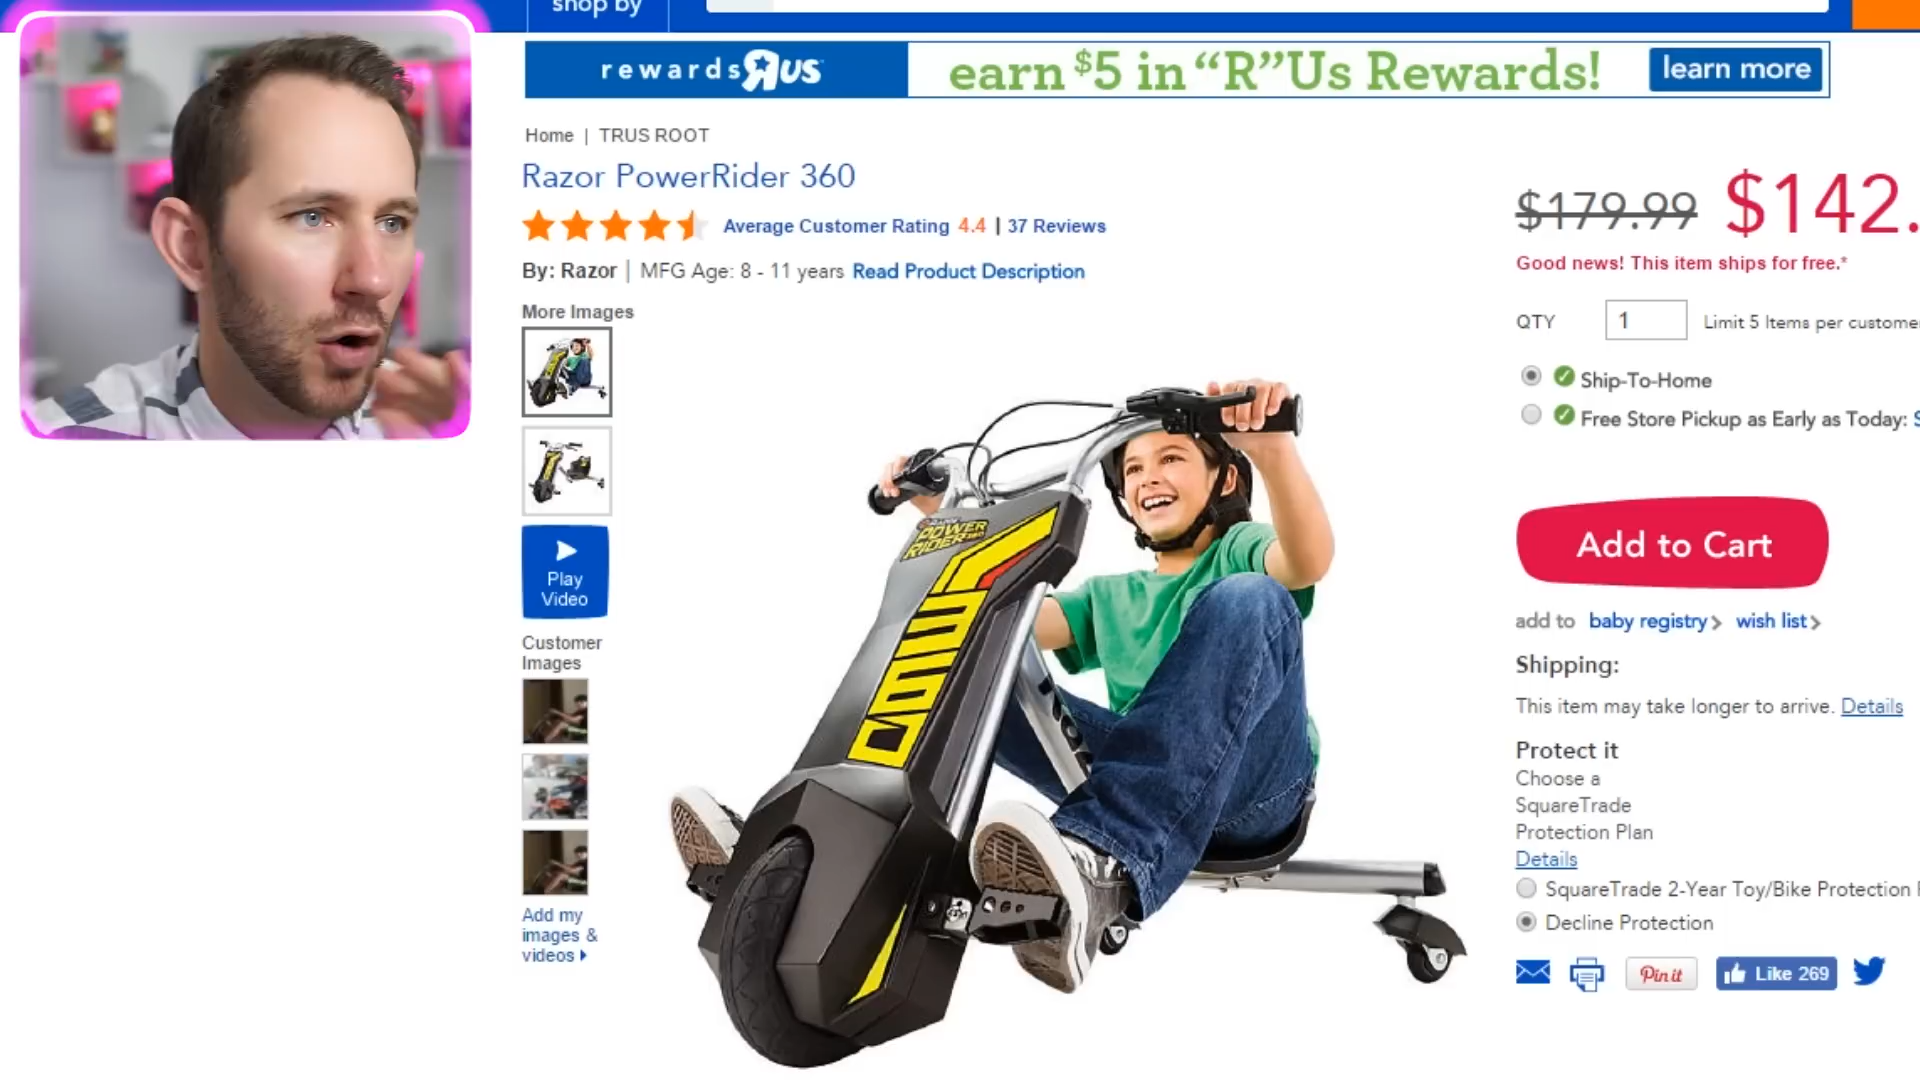 shop by
rewards R US
earn $5 in “R”Us Rewards!
learn more
Home | TRUS ROOT
Razor PowerRider 360
Average Customer Rating 4.4 | 37 Reviews
By: Razor | MFG Age: 8 - 11 years Read Product Description
More Images
Play
Video
Customer
Images
Add my
images &
videos
POWER
RIDER 360
$179.99 $142.
Good news! This item ships for free.*
QTY 1 Limit 5 Items per custome
Ship-To-Home
Free Store Pickup as Early as Today:
Add to Cart
add to baby registry wish list
Shipping:
This item may take longer to arrive. Details
Protect it
Choose a
SquareTrade
Protection Plan
Details
SquareTrade 2-Year Toy/Bike Protection
Decline Protection
Pin it
Like 269